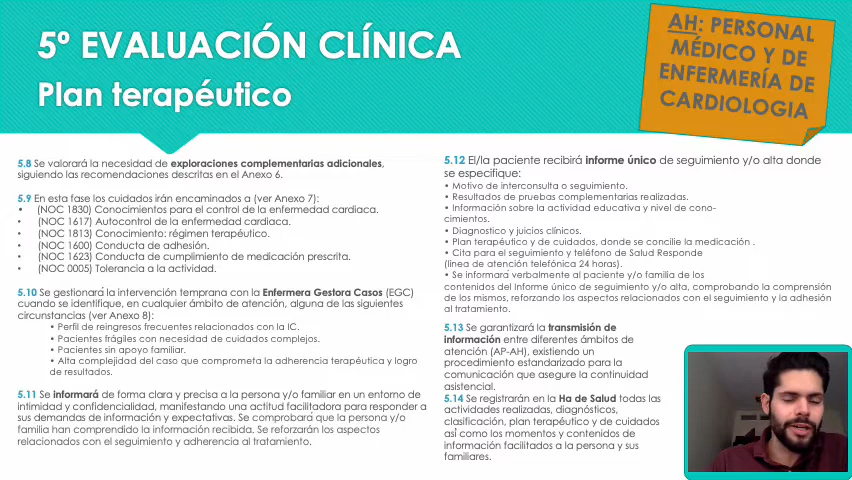 5º EVALUACIÓN CLÍNICA
Plan terapéutico
AH: PERSONAL
MÉDICO Y DE
ENFERMERÍA DE
CARDIOLOGIA
5.8 Se valorará la necesidad de exploraciones complementarias adicionales,
siguiendo las recomendaciones descritas en el Anexo 6.
5.9 En esta fase los cuidados irán encaminados a (ver Anexo 7):
• (NOC 1830) Conocimientos para el control de la enfermedad cardiaca.
• (NOC 1617) Autocontrol de la enfermedad cardiaca.
• (NOC 1813) Conocimiento: régimen terapéutico.
• (NOC 1600) Conducta de adhesión.
• (NOC 1623) Conducta de cumplimiento de medicación prescrita.
• (NOC 0005) Tolerancia a la actividad.
5.10 Se gestionará la intervención temprana con la Enfermera Gestora Casos (EGC)
cuando se identifique, en cualquier ámbito de atención, alguna de las siguientes
circunstancias (ver Anexo 8):
• Perfil de reingresos frecuentes relacionados con la IC.
• Pacientes frágiles con necesidad de cuidados complejos.
• Pacientes sin apoyo familiar.
• Alta complejidad del caso que comprometa la adherencia terapéutica y logro
de resultados.
5.11 Se informará de forma clara y precisa a la persona y/o familiar en un entorno de
intimidad y confidencialidad, manifestando una actitud facilitadora para responder a
sus demandas de información y expectativas. Se comprobará que la persona y/o
familia han comprendido la información recibida. Se reforzarán los aspectos
relacionados con el seguimiento y adherencia al tratamiento.
5.12 El/la paciente recibirá informe único de seguimiento y/o alta donde
se especifique:
• Motivo de interconsulta o seguimiento.
• Resultados de pruebas complementarias realizadas.
• Información sobre la actividad educativa y nivel de cono-
cimientos.
• Diagnostico y juicios clínicos.
• Plan terapéutico y de cuidados, donde se concilie la medicación .
• Cita para el seguimiento y teléfono de Salud Responde
(línea de atención telefónica 24 horas).
• Se informará verbalmente al paciente y/o familia de los
contenidos del Informe único de seguimiento y/o alta, comprobando la comprensión
de los mismos, reforzando los aspectos relacionados con el seguimiento y la adhesión
al tratamiento.
5.13 Se garantizará la transmisión de
información entre diferentes ámbitos de
atención (AP-AH), existiendo un
procedimiento estandarizado para la
comunicación que asegure la continuidad
asistencial.
5.14 Se registrarán en la Ha de Salud todas las
actividades realizadas, diagnósticos,
clasificación, plan terapéutico y de cuidados
así como los momentos y contenidos de
información facilitados a la persona y sus
familiares.